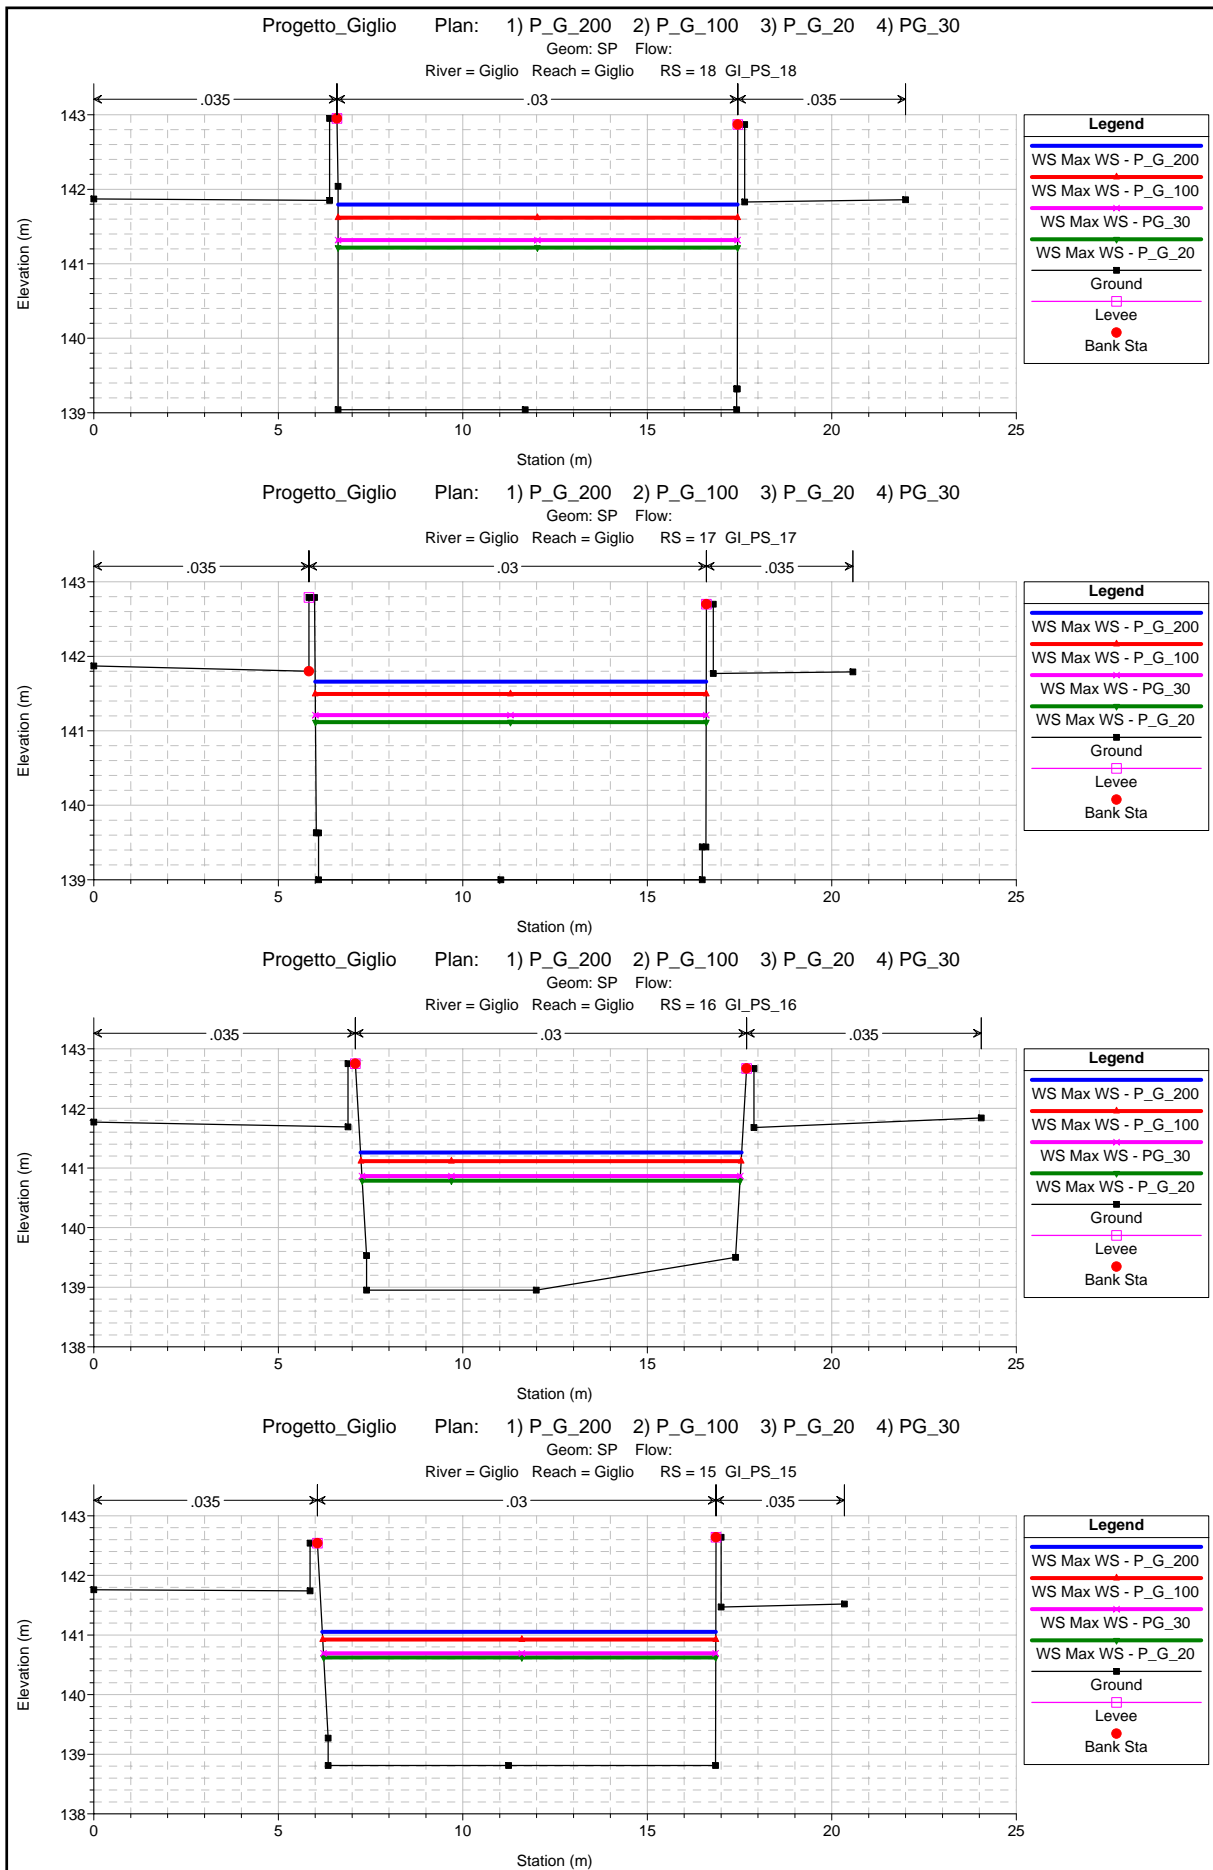 Progetto_Giglio Plan: 1) P_G_200 2) P_G_100 3) P_G_20 4) PG_30
Geom: SP Flow:
River = Giglio Reach = Giglio RS = 18 GI_PS_18
.035 .03 .035
143
142
141
140
139
0 5 10 15 20 25
Station (m)
Elevation (m)
Legend
WS Max WS - P_G_200
WS Max WS - P_G_100
WS Max WS - PG_30
WS Max WS - P_G_20
Ground
Levee
Bank Sta
Progetto_Giglio Plan: 1) P_G_200 2) P_G_100 3) P_G_20 4) PG_30
Geom: SP Flow:
River = Giglio Reach = Giglio RS = 17 GI_PS_17
.035 .03 .035
143
142
141
140
139
0 5 10 15 20 25
Station (m)
Elevation (m)
Legend
WS Max WS - P_G_200
WS Max WS - P_G_100
WS Max WS - PG_30
WS Max WS - P_G_20
Ground
Levee
Bank Sta
Progetto_Giglio Plan: 1) P_G_200 2) P_G_100 3) P_G_20 4) PG_30
Geom: SP Flow:
River = Giglio Reach = Giglio RS = 16 GI_PS_16
.035 .03 .035
143
142
141
140
139
138
0 5 10 15 20 25
Station (m)
Elevation (m)
Legend
WS Max WS - P_G_200
WS Max WS - P_G_100
WS Max WS - PG_30
WS Max WS - P_G_20
Ground
Levee
Bank Sta
Progetto_Giglio Plan: 1) P_G_200 2) P_G_100 3) P_G_20 4) PG_30
Geom: SP Flow:
River = Giglio Reach = Giglio RS = 15 GI_PS_15
.035 .03 .035
143
142
141
140
139
138
0 5 10 15 20 25
Station (m)
Elevation (m)
Legend
WS Max WS - P_G_200
WS Max WS - P_G_100
WS Max WS - PG_30
WS Max WS - P_G_20
Ground
Levee
Bank Sta